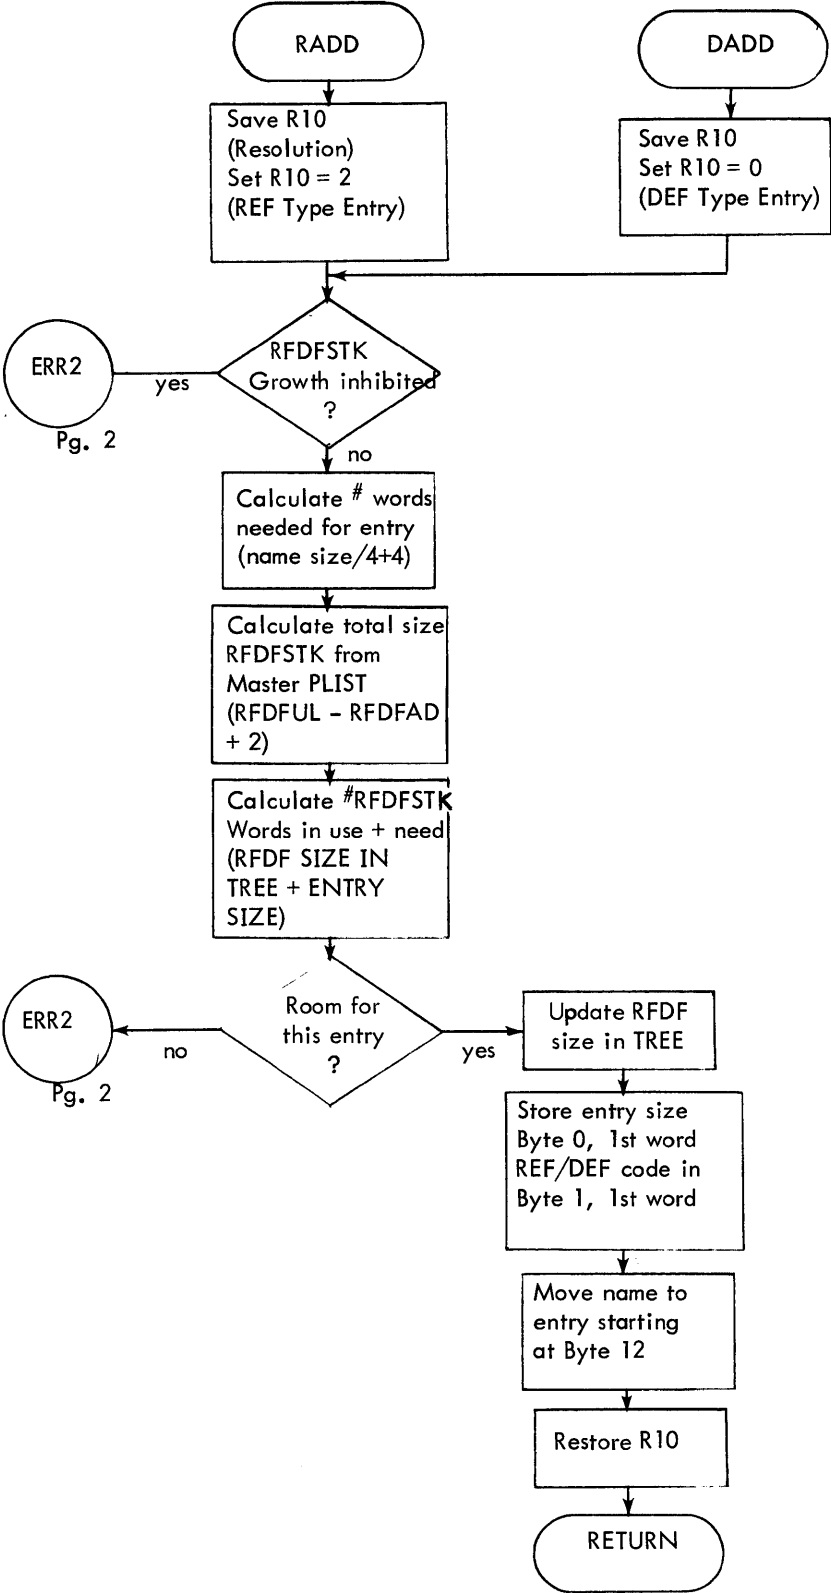 RADD
DADD
Save R10
(Resolution)
Set R10 = 2
(REF Type Entry)
Save R10
Set R10 = 0
(DEF Type Entry)
RFDFSTK
Growth inhibited
?
ERR2
yes
Pg. 2
no
Calculate # words
needed for entry
(name size/4+4)
Calculate total size
RFDFSTK from
Master PLIST
(RFDFUL - RFDFAD
+ 2)
Calculate #RFDFSTK
Words in use + need
(RFDF SIZE IN
TREE + ENTRY
SIZE)
Room for
this entry
?
ERR2
no
Pg. 2
yes
Update RFDF
size in TREE
Store entry size
Byte 0, 1st word
REF/DEF code in
Byte 1, 1st word
Move name to
entry starting
at Byte 12
Restore R10
RETURN